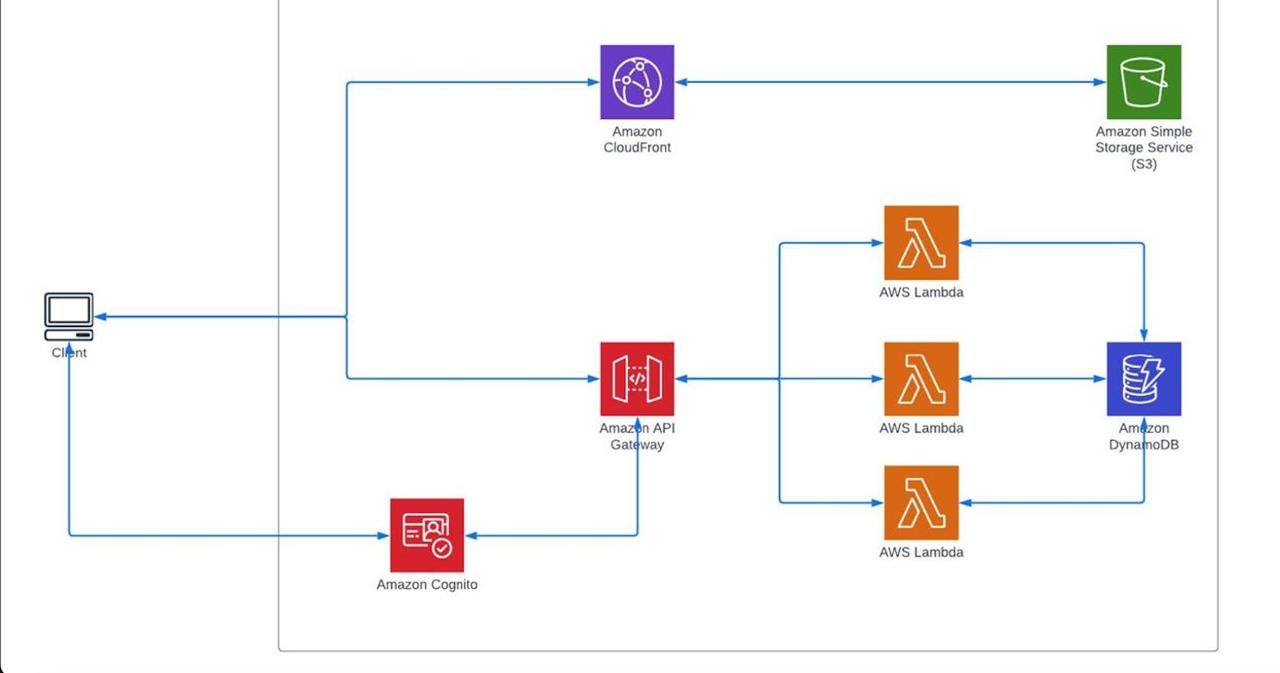 Amazon
CloudFront
Amazon Simple
Storage Service
(S3)
AWS Lambda
Client
Amazon API
Gateway
AWS Lambda
Amazon
DynamoDB
AWS Lambda
Amazon Cognito